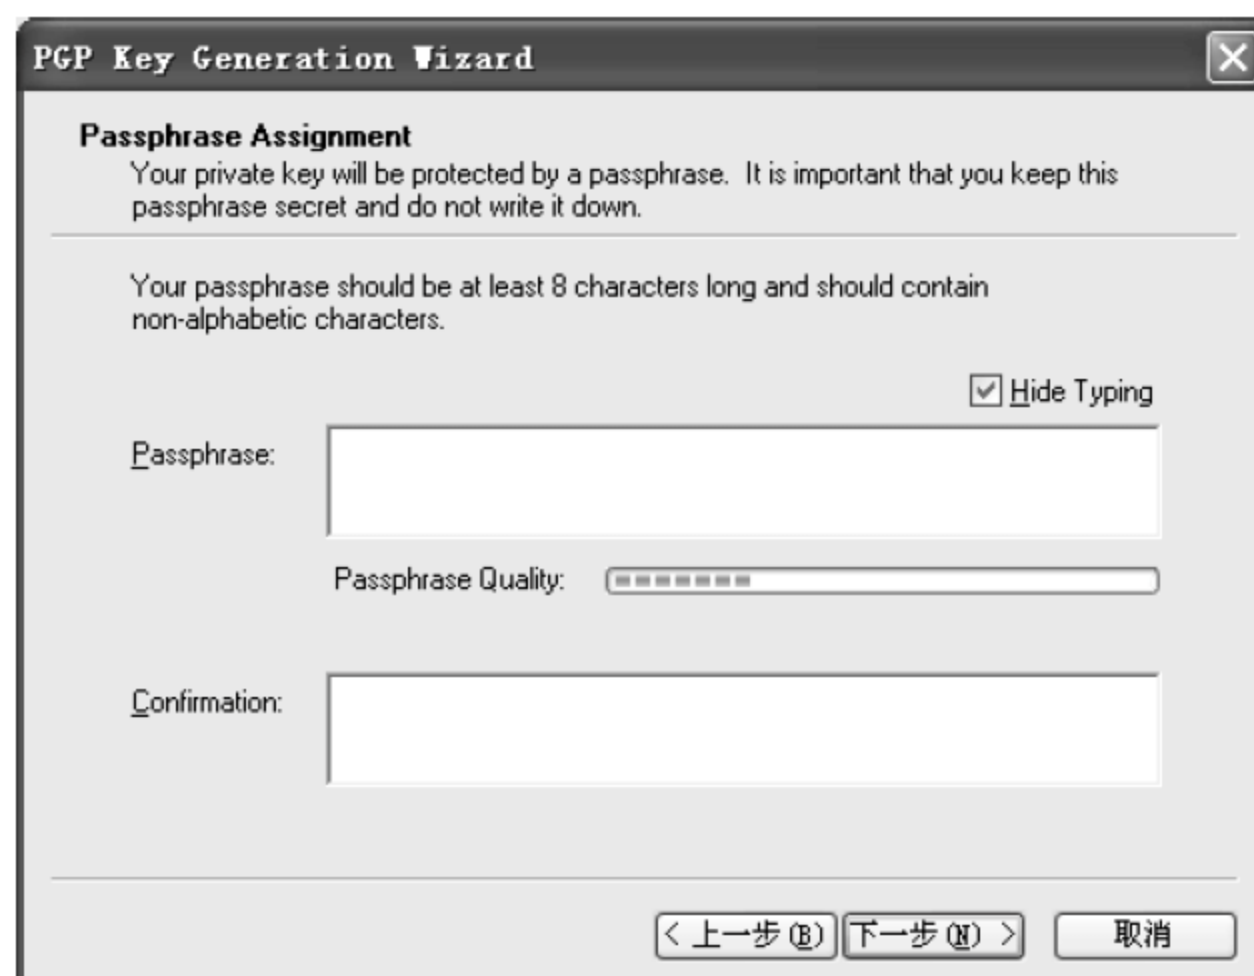 PGP Key Generation Wizard
Passphrase Assignment
Your private key will be protected by a passphrase. It is important that you keep this
passphrase secret and do not write it down.
Your passphrase should be at least 8 characters long and should contain
non-alphabetic characters.
Hide Typing
Passphrase:
Passphrase Quality:
Confirmation:
< 上一步(B) 下一步(N) > 取消